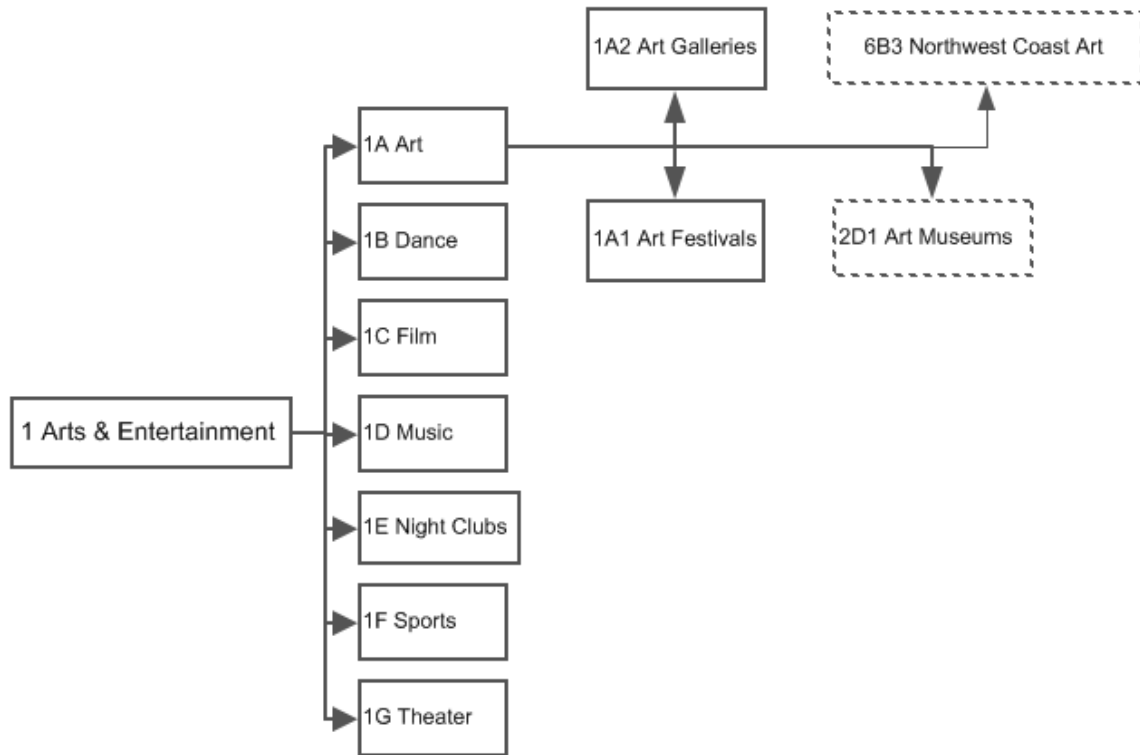 1A2 Art Galleries
6B3 Northwest Coast Art
1A Art
1A1 Art Festivals
2D1 Art Museums
1B Dance
1C Film
1 Arts & Entertainment
1D Music
1E Night Clubs
1F Sports
1G Theater